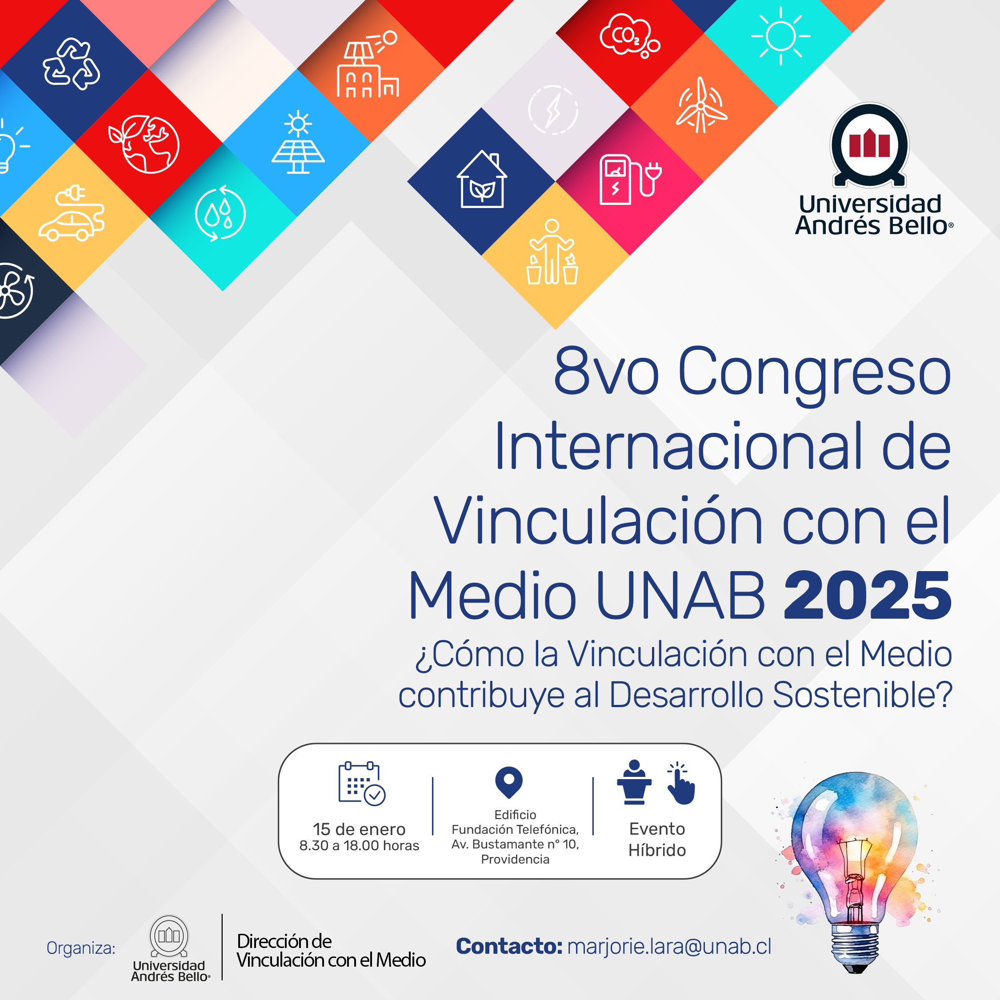 CO₂
Universidad
Andrés Bello®
8vo Congreso
Internacional de
Vinculación con el
Medio UNAB 2025
¿Cómo la Vinculación con el Medio
contribuye al Desarrollo Sostenible?
15 de enero
8.30 a 18.00 horas
Edificio
Fundación Telefónica,
Av. Bustamante n° 10,
Providencia
Evento
Híbrido
Organiza:
Universidad
Andrés Bello®
Dirección de
Vinculación con el Medio
Contacto: marjorie.lara@unab.cl